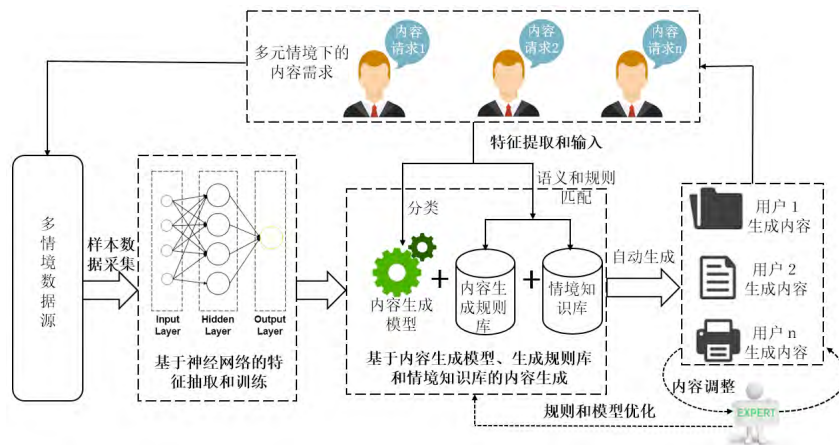 多元情境下的
内容需求
内容
请求1
内容
请求2
内容
请求n
特征提取和输入
多情境数据源
样本数
据采集
Input
Layer
Hidden
Layer
Output
Layer
基于神经网络的特
征抽取和训练
分类
语义和规则
匹配
内容生成
模型
+
内容生
成规则
库
+
情境知
识库
基于内容生成模型、生成规则库
和情境知识库的内容生成
自动生成
用户 1
生成内容
用户 2
生成内容
用户 n
生成内容
内容调整
EXPERT
规则和模型优化